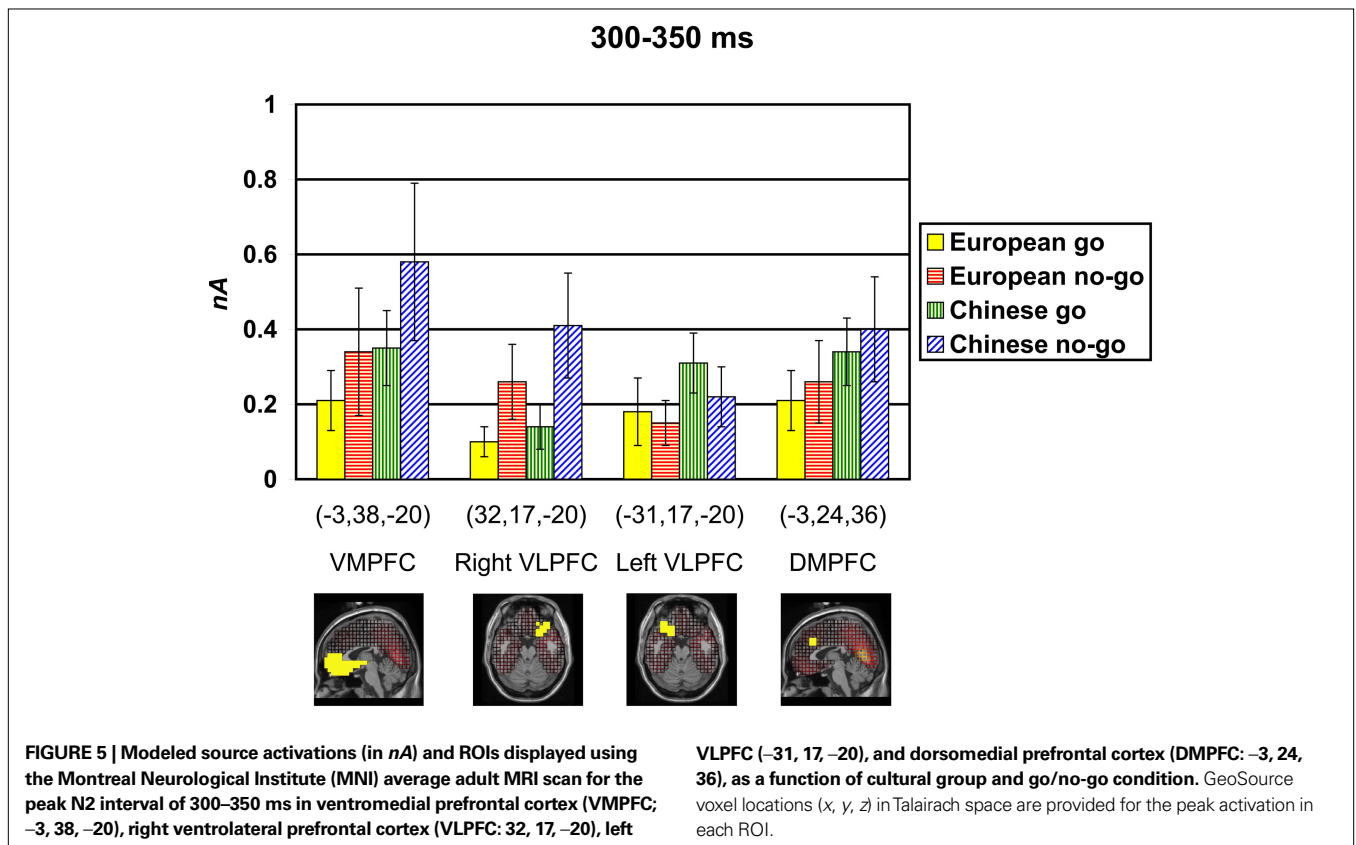 300-350 ms
1
0.8
0.6
0.4
0.2
0
nA
European go
European no-go
Chinese go
Chinese no-go
(-3,38,-20) (32,17,-20) (-31,17,-20) (-3,24,36)
VMPFC Right VLPFC Left VLPFC DMPFC
FIGURE 5 | Modeled source activations (in nA) and ROIs displayed using
the Montreal Neurological Institute (MNI) average adult MRI scan for the
peak N2 interval of 300–350 ms in ventromedial prefrontal cortex (VMPFC;
–3, 38, –20), right ventrolateral prefrontal cortex (VLPFC: 32, 17, –20), left
VLPFC (–31, 17, –20), and dorsomedial prefrontal cortex (DMPFC: –3, 24,
36), as a function of cultural group and go/no-go condition. GeoSource
voxel locations (x, y, z) in Talairach space are provided for the peak activation in
each ROI.